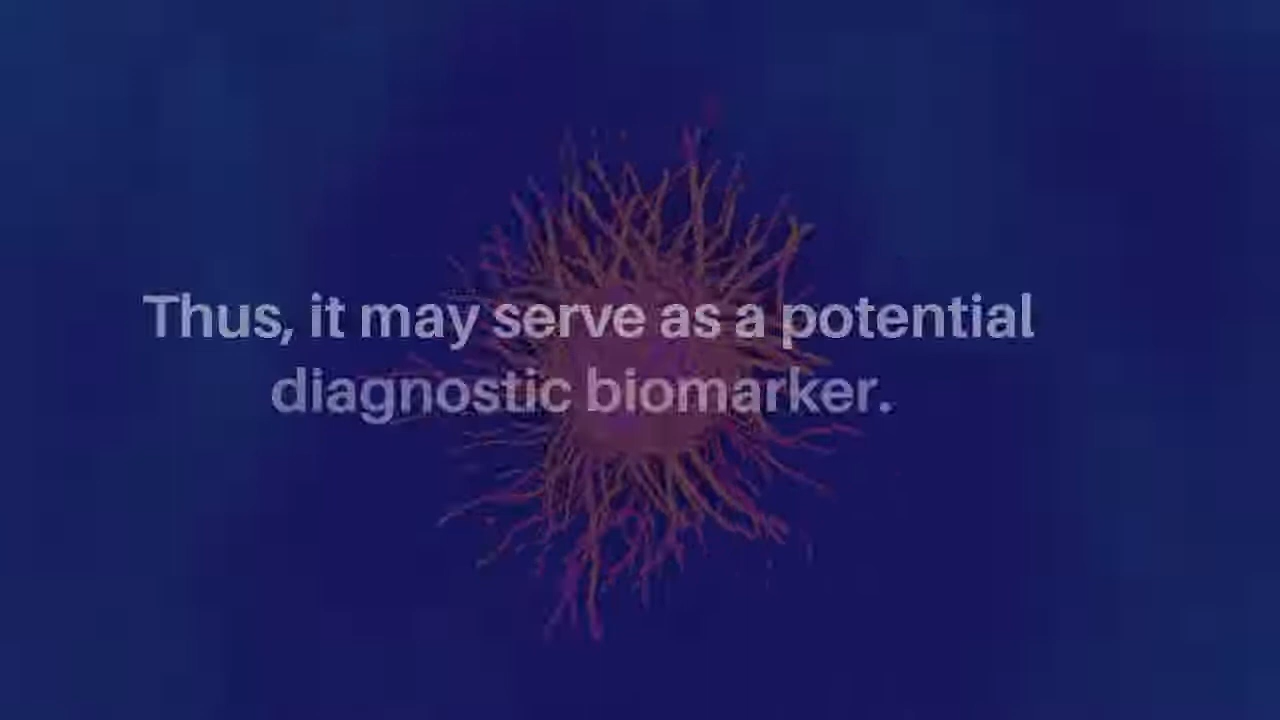 Thus, it may serve as a potential
diagnostic biomarker.